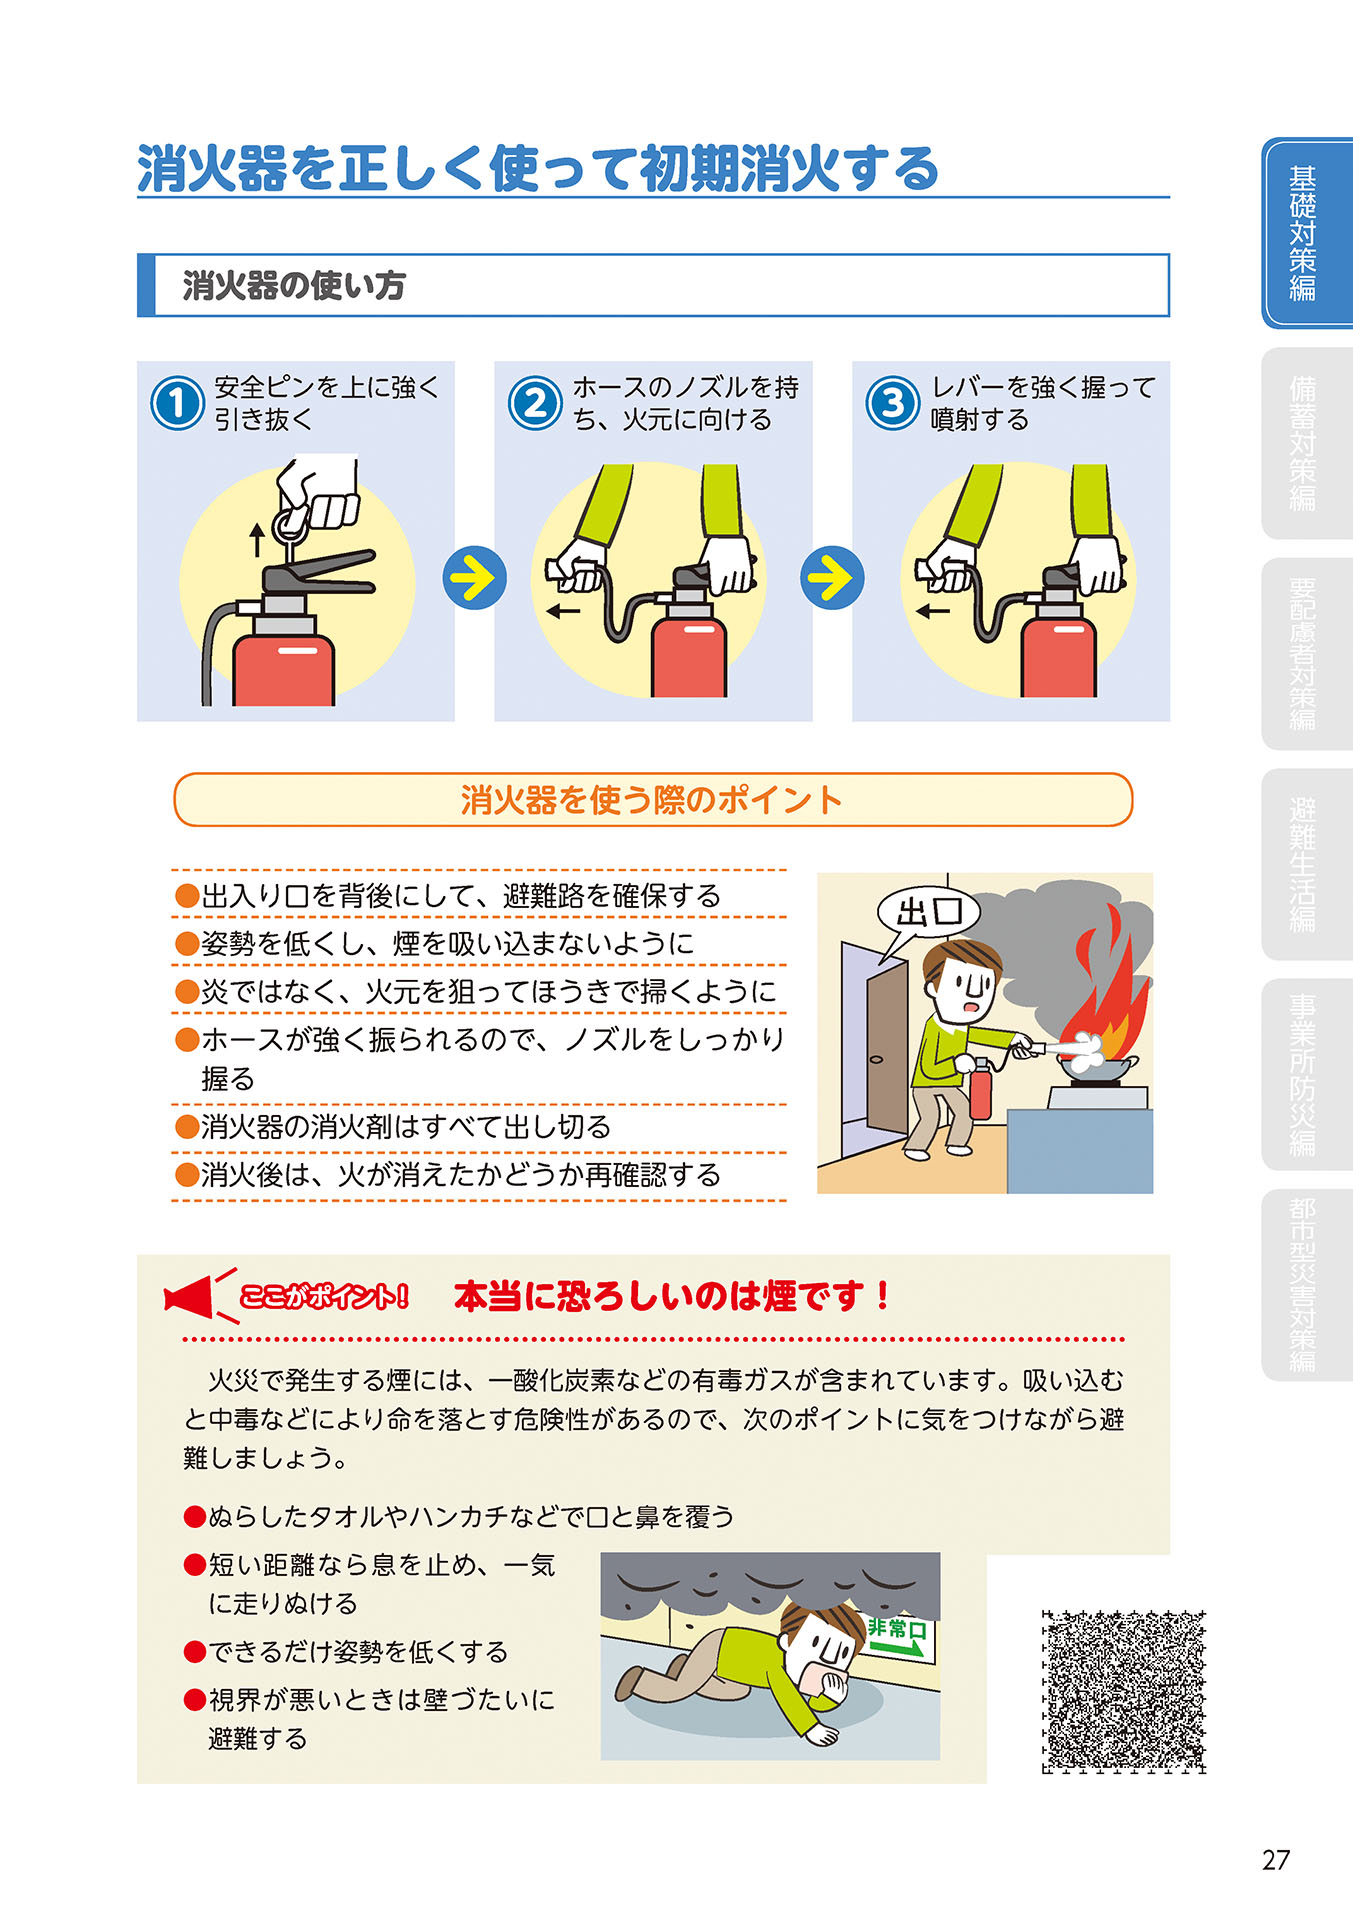 消火器を正しく使って初期消火する
消火器の使い方
1
安全ピンを上に強く
引き抜く
2
ホースのノズルを持
ち、火元に向ける
3
レバーを強く握って
噴射する
消火器を使う際のポイント
●出入り口を背後にして、避難路を確保する
●姿勢を低くし、煙を吸い込まないように
●炎ではなく、火元を狙ってほうきで掃くように
●ホースが強く振られるので、ノズルをしっかり
握る
●消火器の消火剤はすべて出し切る
●消火後は、火が消えたかどうか再確認する
出口
ここがポイント！
本当に恐ろしいのは煙です！
火災で発生する煙には、一酸化炭素などの有毒ガスが含まれています。吸い込む
と中毒などにより命を落とす危険性があるので、次のポイントに気をつけながら避
難しましょう。
●ぬらしたタオルやハンカチなどで口と鼻を覆う
●短い距離なら息を止め、一気
に走りぬける
●できるだけ姿勢を低くする
●視界が悪いときは壁づたいに
避難する
非常口
基礎対策編
備蓄対策編
要配慮者対策編
避難生活編
事業所防災編
都市型災害対策編
27